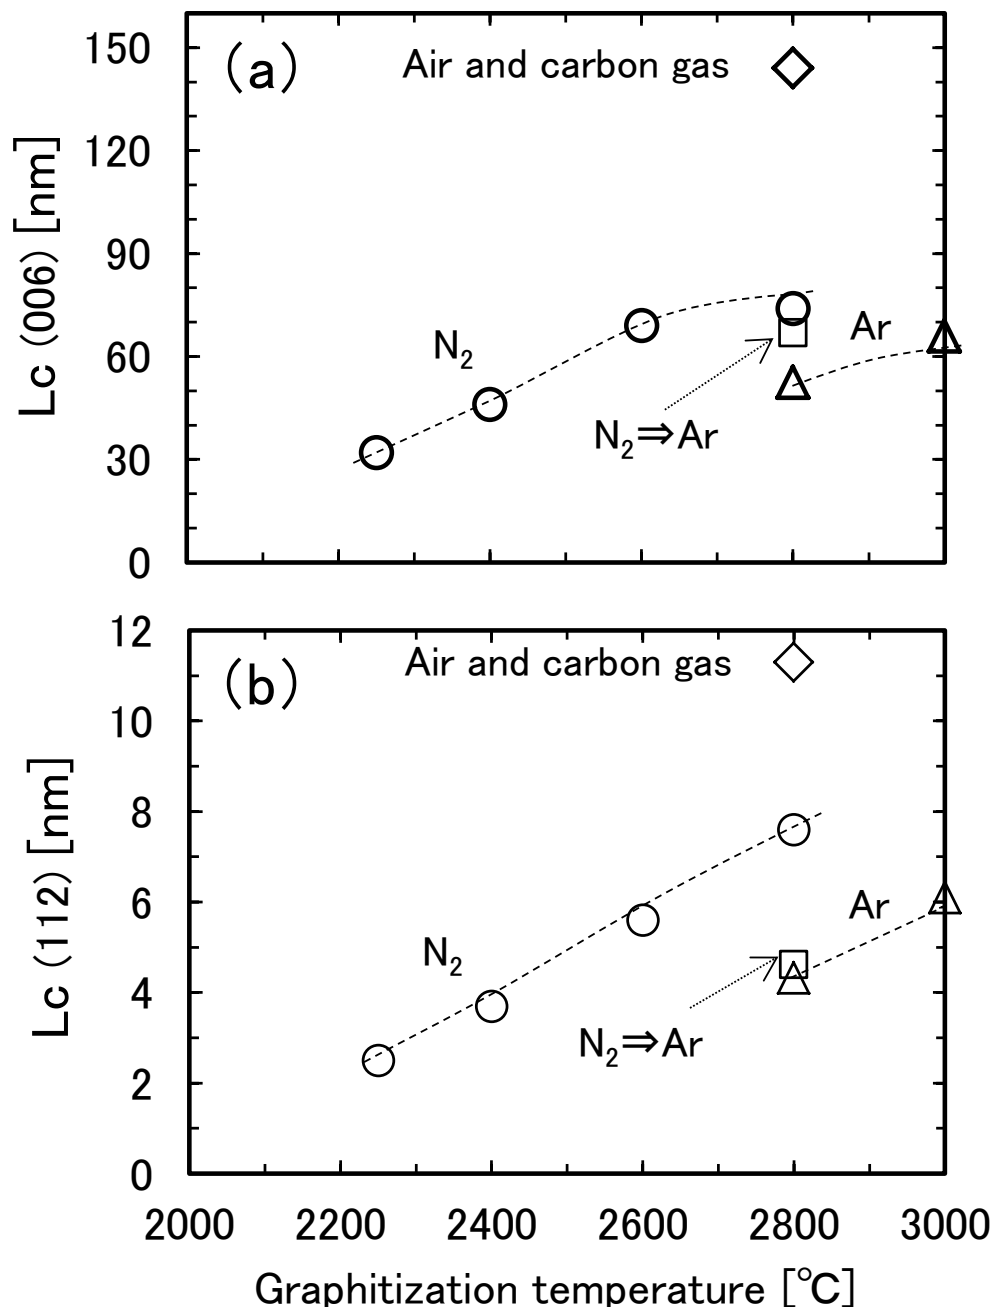 (a)
Air and carbon gas
150
120
90
60
30
0
Lc (006) [nm]
N₂
Ar
N₂⇒Ar
(b)
Air and carbon gas
12
10
8
6
4
2
0
Lc (112) [nm]
N₂
Ar
N₂⇒Ar
2000 2200 2400 2600 2800 3000
Graphitization temperature [℃]